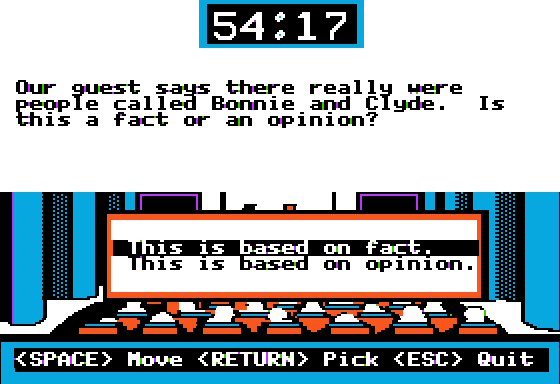 54:17
Our guest says there really were
people called Bonnie and Clyde.  Is
this a fact or an opinion?
This is based on fact.
This is based on opinion.
<SPACE> Move <RETURN> Pick <ESC> Quit